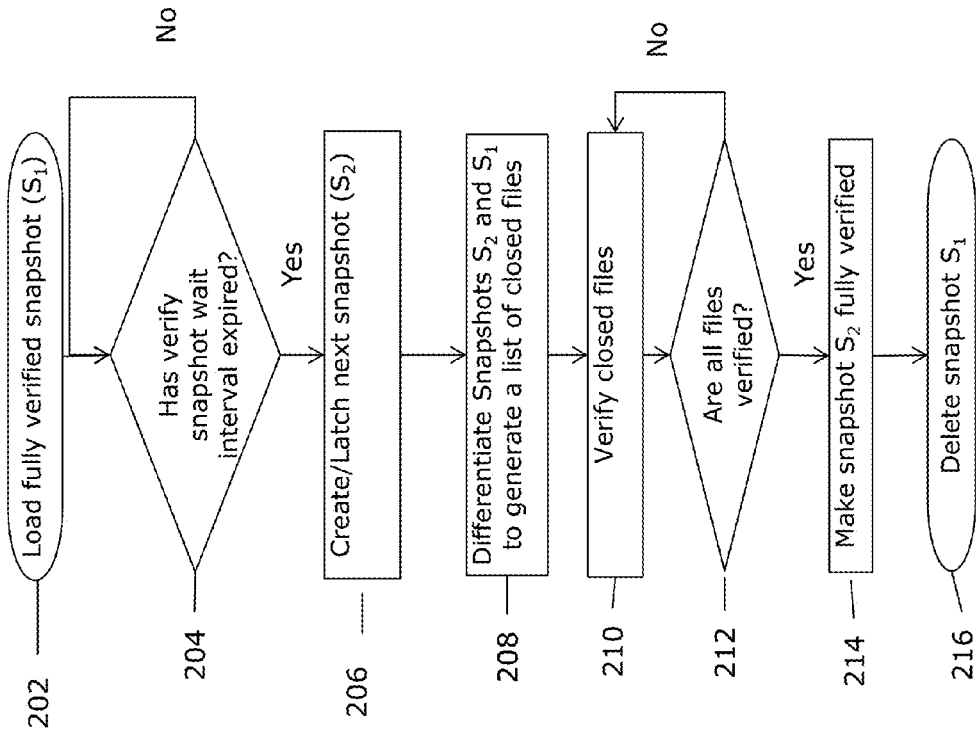 202
Load fully verified snapshot (S1)
No
204
Has verify
snapshot wait
interval expired?
Yes
206
Create/Latch next snapshot (S2)
208
Differentiate Snapshots S2 and S1
to generate a list of closed files
210
Verify closed files
No
212
Are all files
verified?
Yes
214
Make snapshot S2 fully verified
216
Delete snapshot S1